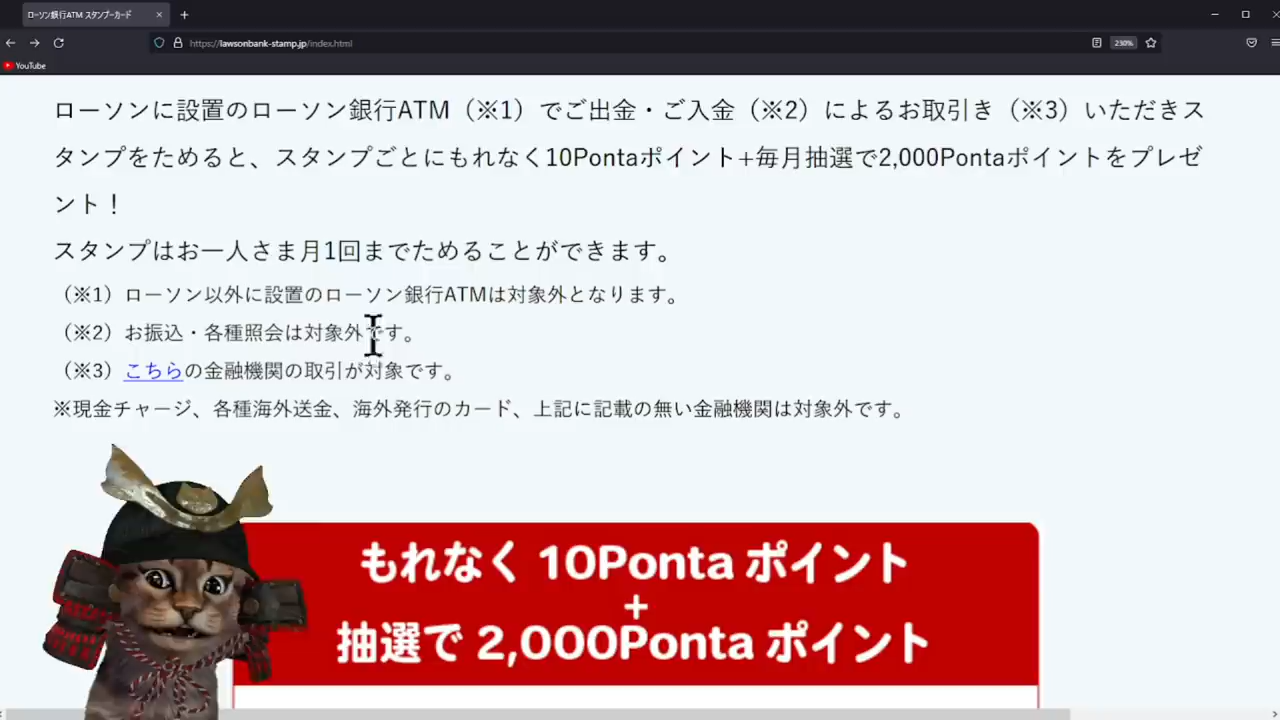 ローソン銀行ATM スタンプーカード
https://lawsonbank-stamp.jp/index.html
230%
YouTube
ローソンに設置のローソン銀行ATM（※1）でご出金・ご入金（※2）によるお取引き（※3）いただきス
タンプをためると、スタンプごとにもれなく10Pontaポイント+毎月抽選で2,000Pontaポイントをプレゼ
ント！
スタンプはお一人さま月1回までためることができます。
（※1）ローソン以外に設置のローソン銀行ATMは対象外となります。
（※2）お振込・各種照会は対象外です。
（※3）こちらの金融機関の取引が対象です。
※現金チャージ、各種海外送金、海外発行のカード、上記に記載の無い金融機関は対象外です。
もれなく 10Ponta ポイント
+
抽選で 2,000Ponta ポイント